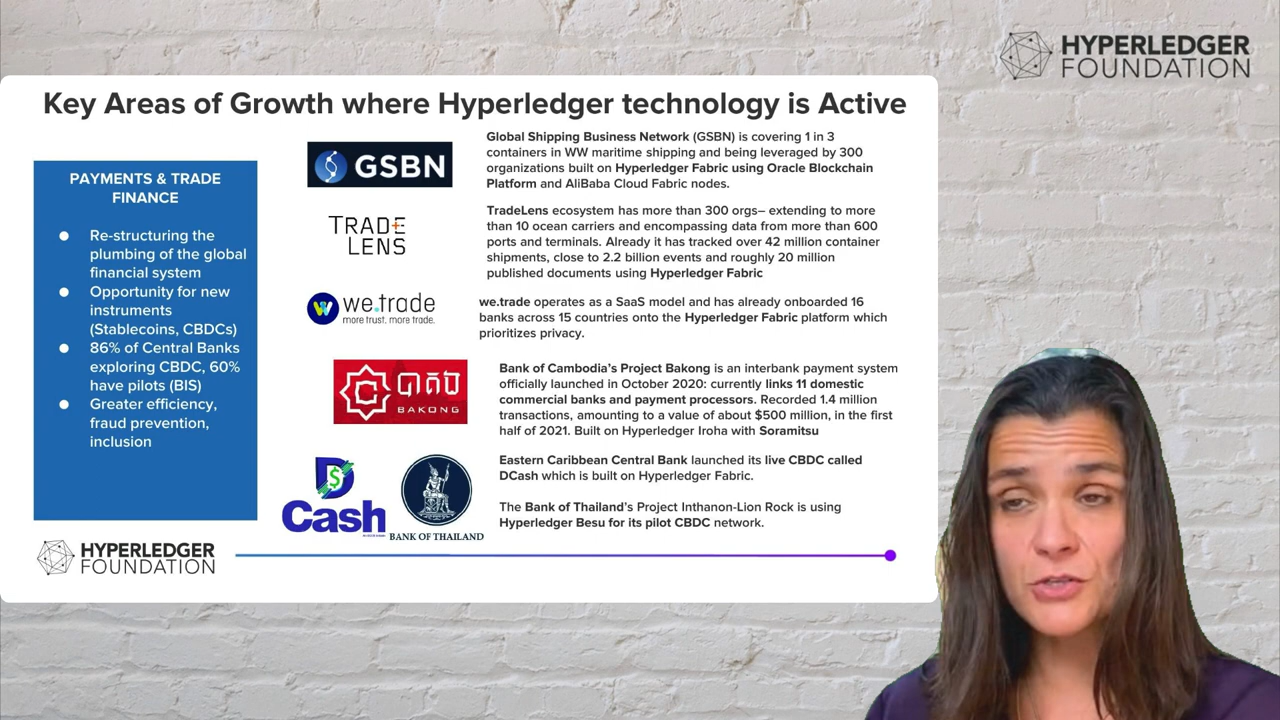 HYPERLEDGER
FOUNDATION
Key Areas of Growth where Hyperledger technology is Active
PAYMENTS & TRADE
FINANCE
● Re-structuring the
plumbing of the global
financial system
● Opportunity for new
instruments
(Stablecoins, CBDCs)
● 86% of Central Banks
exploring CBDC, 60%
have pilots (BIS)
● Greater efficiency,
fraud prevention,
inclusion
GSBN
Global Shipping Business Network (GSBN) is covering 1 in 3
containers in WW maritime shipping and being leveraged by 300
organizations built on Hyperledger Fabric using Oracle Blockchain
Platform and AliBaba Cloud Fabric nodes.
TRADE
LENS
TradeLens ecosystem has more than 300 orgs– extending to more
than 10 ocean carriers and encompassing data from more than 600
ports and terminals. Already it has tracked over 42 million container
shipments, close to 2.2 billion events and roughly 20 million
published documents using Hyperledger Fabric
we.trade
more trust. more trade.
we.trade operates as a SaaS model and has already onboarded 16
banks across 15 countries onto the Hyperledger Fabric platform which
prioritizes privacy.
BAKONG
Bank of Cambodia's Project Bakong is an interbank payment system
officially launched in October 2020: currently links 11 domestic
commercial banks and payment processors. Recorded 1.4 million
transactions, amounting to a value of about $500 million, in the first
half of 2021. Built on Hyperledger Iroha with Soramitsu
D
$
Cash
BANK OF THAILAND
Eastern Caribbean Central Bank launched its live CBDC called
DCash which is built on Hyperledger Fabric.
The Bank of Thailand's Project Inthanon-Lion Rock is using
Hyperledger Besu for its pilot CBDC network.
HYPERLEDGER
FOUNDATION